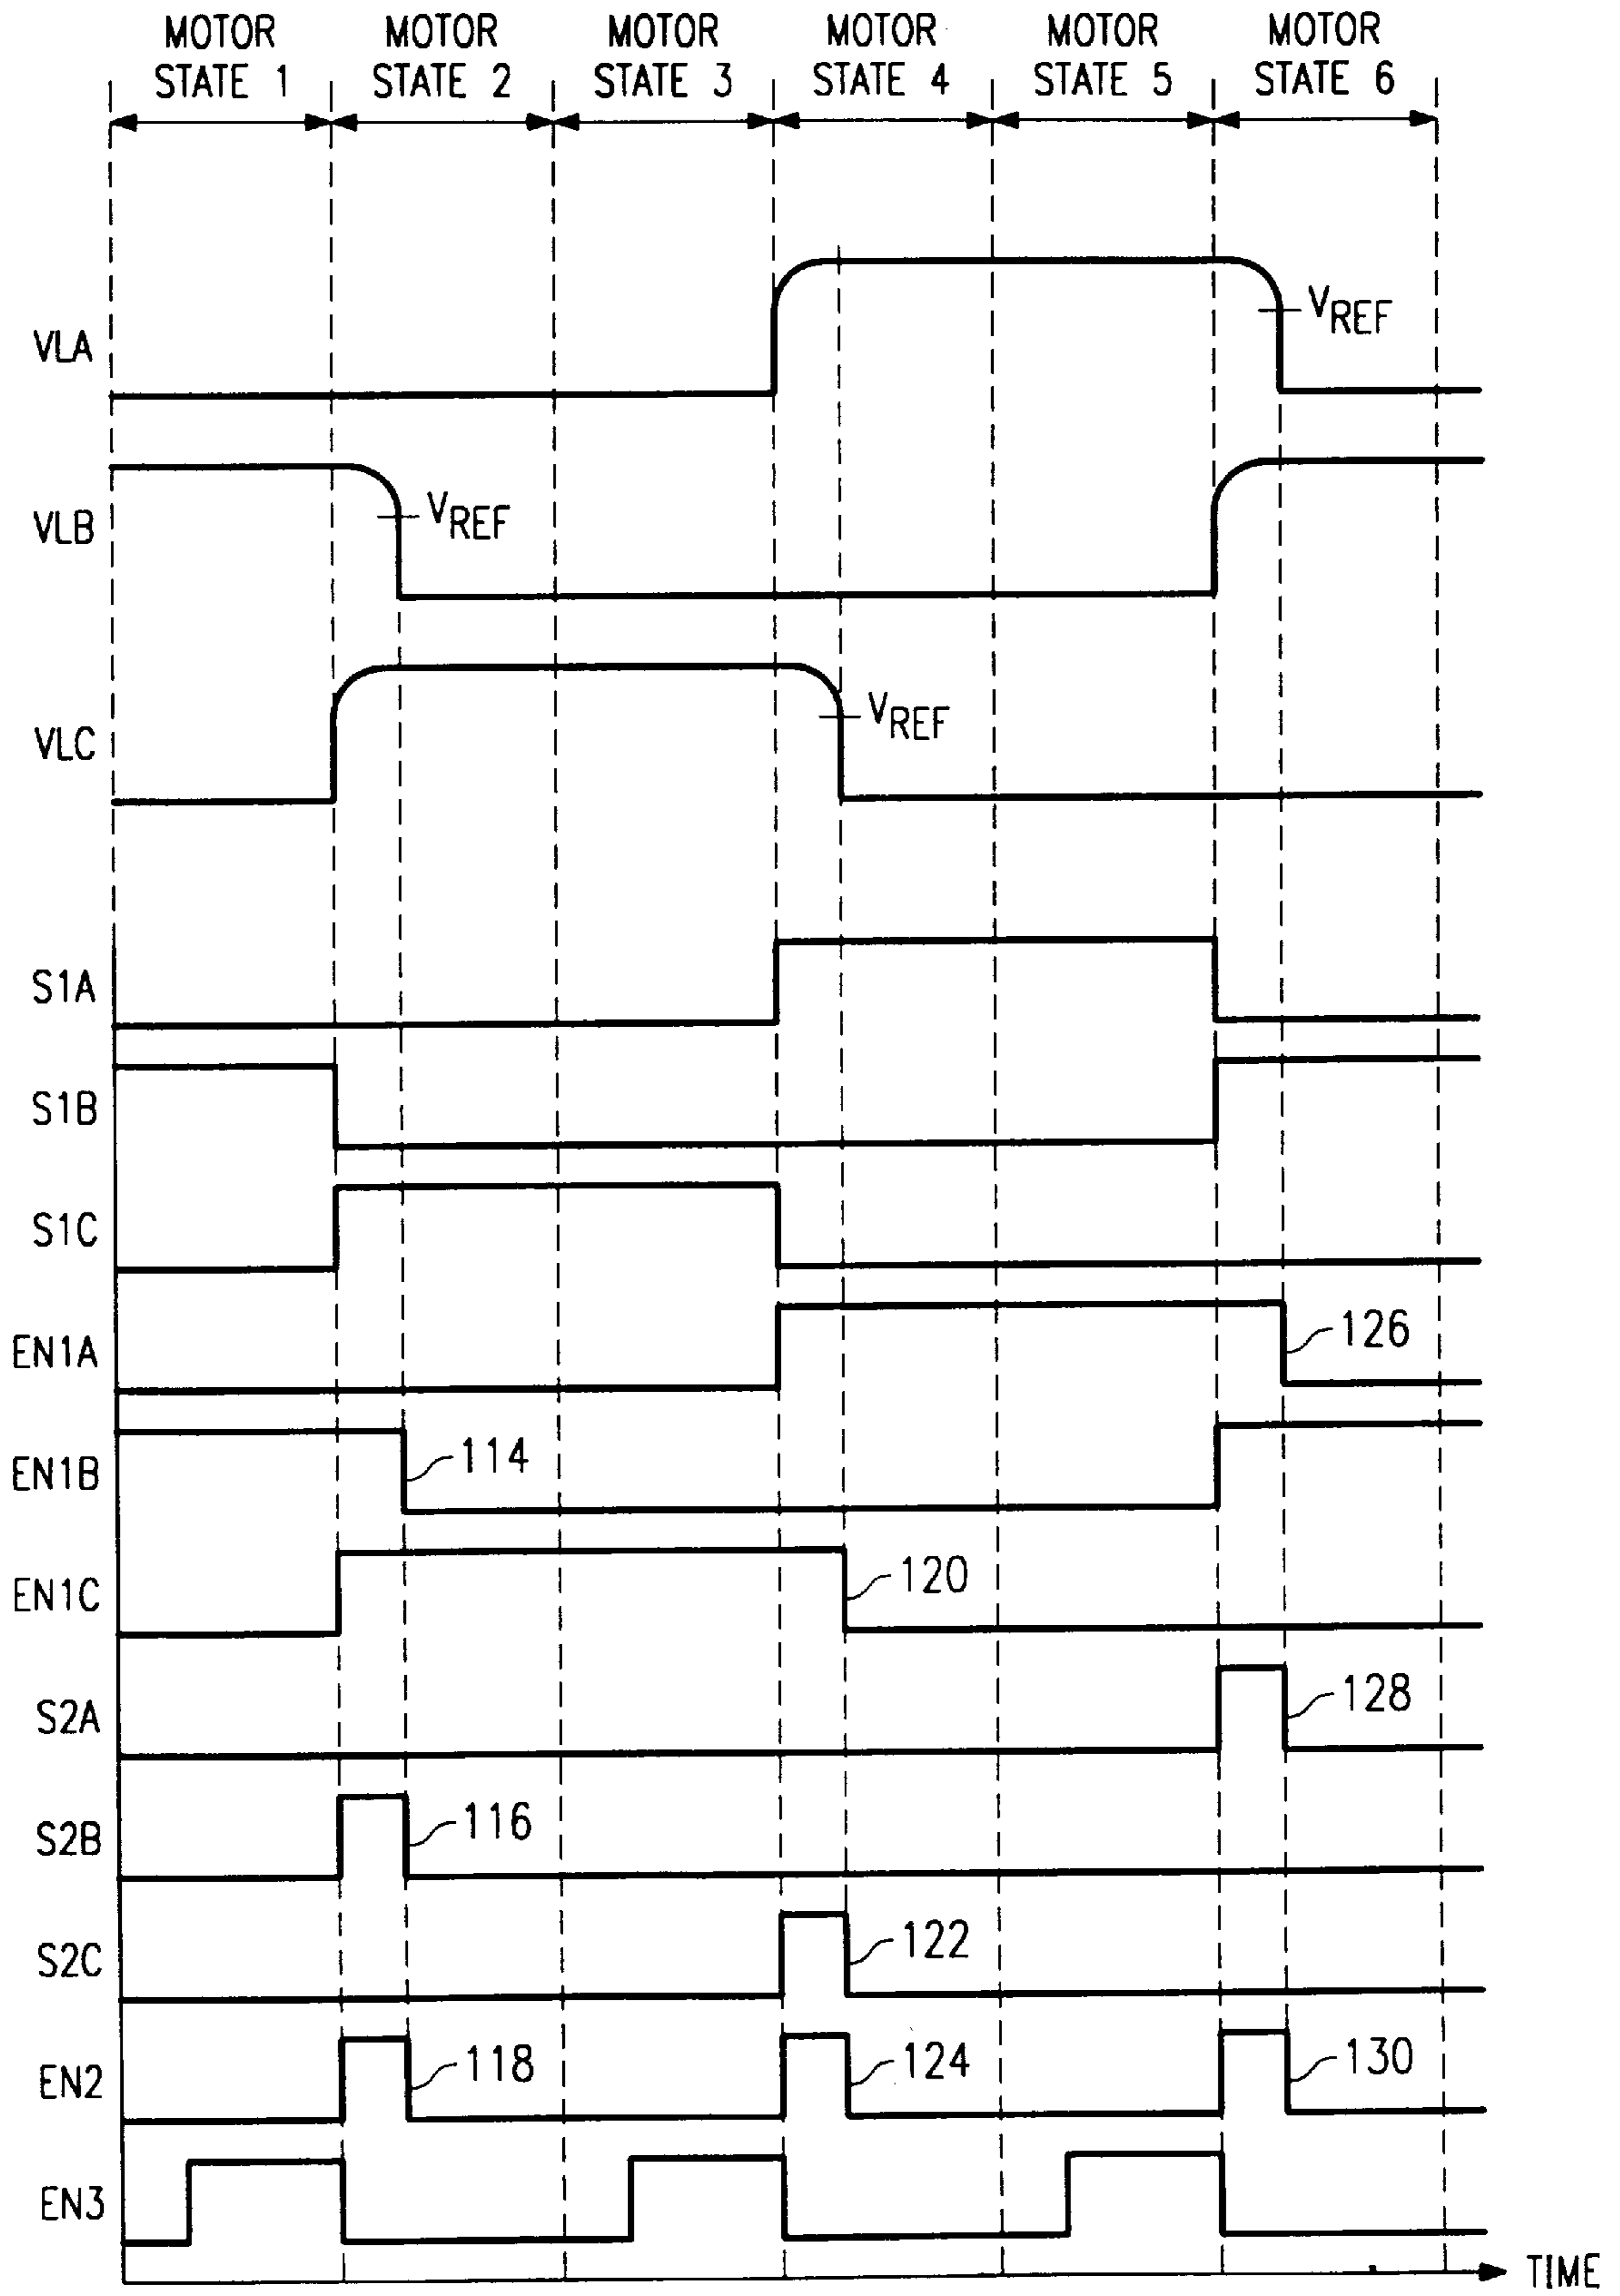 MOTOR STATE 1
MOTOR STATE 2
MOTOR STATE 3
MOTOR STATE 4
MOTOR STATE 5
MOTOR STATE 6
VLA
VREF
VLB
VREF
VLC
VREF
S1A
S1B
S1C
EN1A
126
EN1B
114
EN1C
120
S2A
128
S2B
116
S2C
122
EN2
118
124
130
EN3
TIME